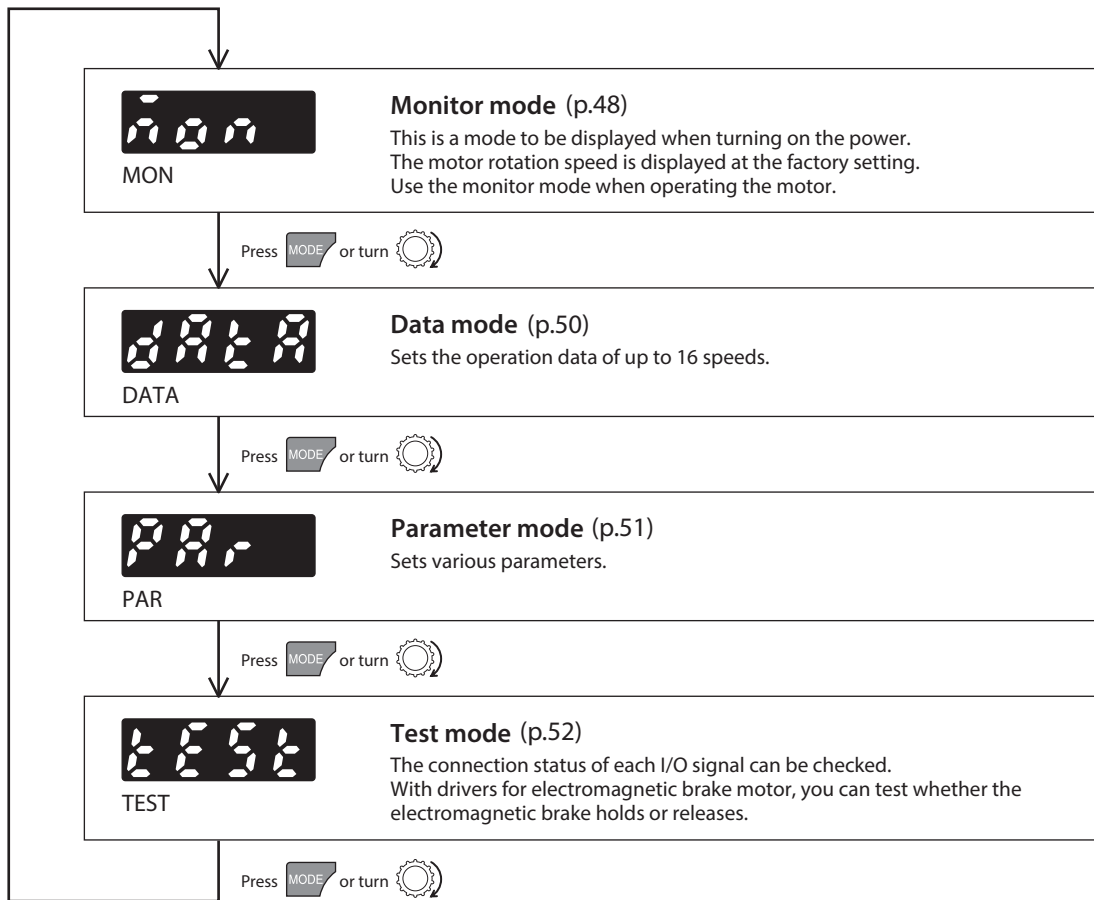 non
Monitor mode (p.48)
This is a mode to be displayed when turning on the power.
The motor rotation speed is displayed at the factory setting.
Use the monitor mode when operating the motor.
MON
Press MODE or turn
dAtA
Data mode (p.50)
Sets the operation data of up to 16 speeds.
DATA
Press MODE or turn
PAr
Parameter mode (p.51)
Sets various parameters.
PAR
Press MODE or turn
tESt
Test mode (p.52)
The connection status of each I/O signal can be checked.
With drivers for electromagnetic brake motor, you can test whether the
electromagnetic brake holds or releases.
TEST
Press MODE or turn